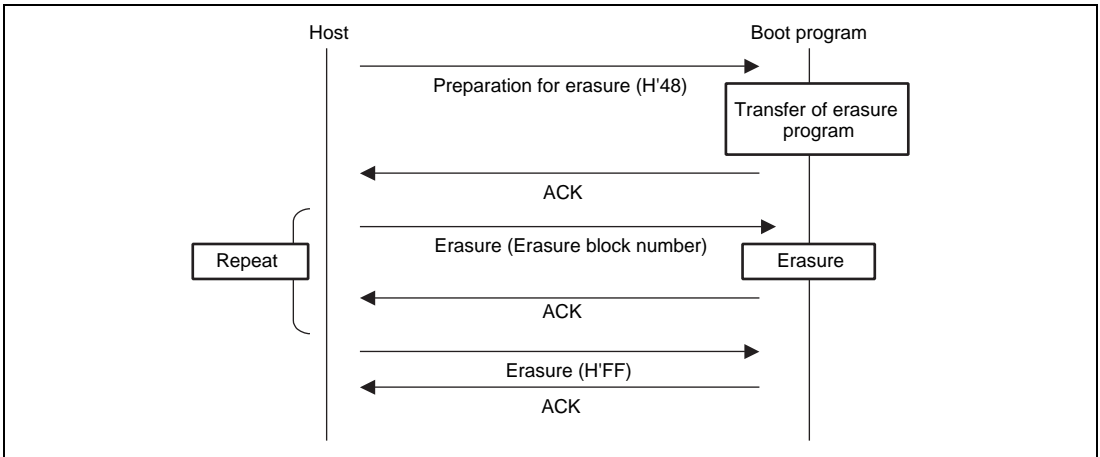 Host
Boot program
Preparation for erasure (H'48)
Transfer of erasure
program
ACK
Erasure (Erasure block number)
Repeat
Erasure
ACK
Erasure (H'FF)
ACK